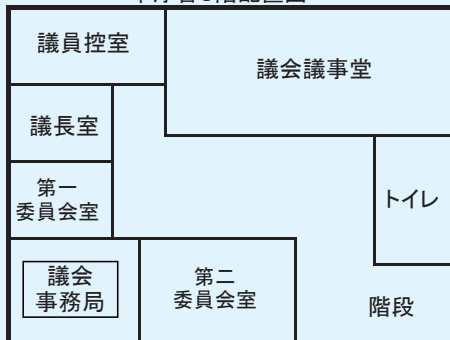 議員控室
議会議事堂
議長室
第一
委員会室
トイレ
議会
事務局
第二
委員会室
階段